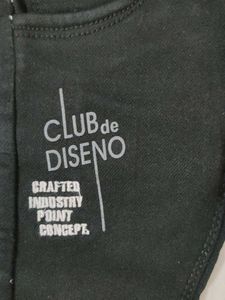 CLUB de
DISENO
CRAFTED
INDUSTRY
POINT
CONCEPT.